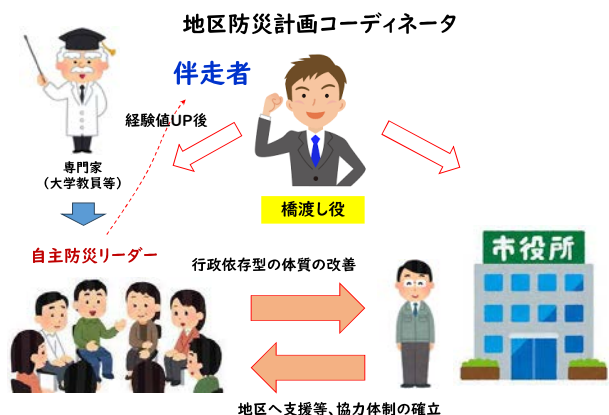 地区防災計画コーディネータ
伴走者
経験値UP後
専門家
（大学教員等）
橋渡し役
自主防災リーダー
行政依存型の体質の改善
市役所
地区へ支援等、協力体制の確立